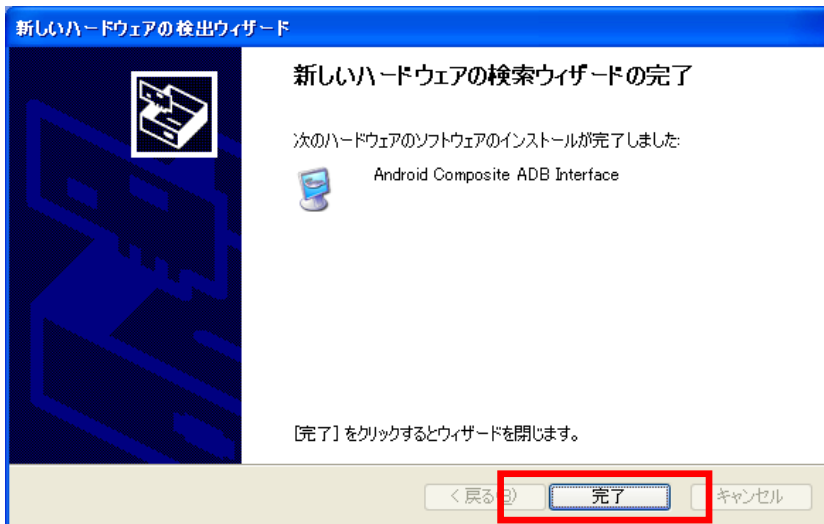 新しいハードウェアの検出ウィザード
新しいハードウェアの検索ウィザードの完了
次のハードウェアのソフトウェアのインストールが完了しました:
Android Composite ADB Interface
[完了] をクリックするとウィザードを閉じます。
< 戻る(B) 完了 キャンセル